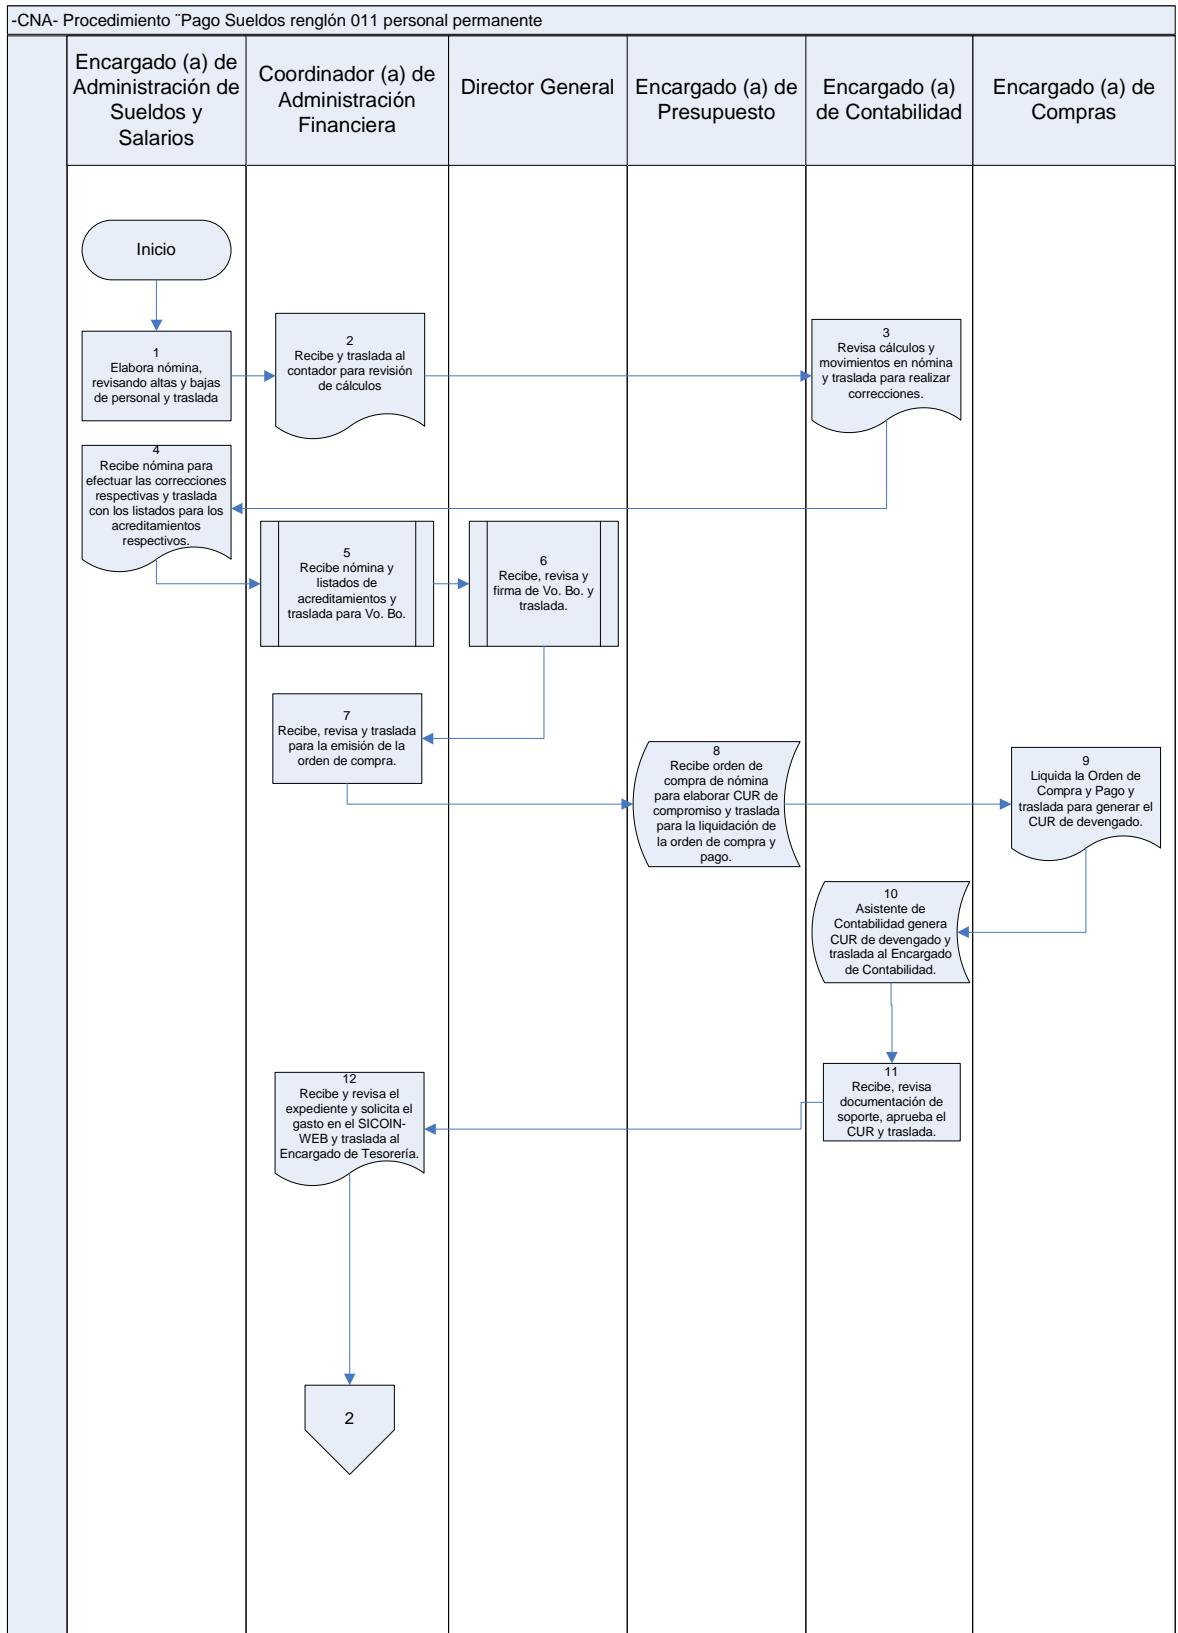 -CNA- Procedimiento ¨Pago Sueldos renglón 011 personal permanente
Encargado (a) de
Administración de
Sueldos y
Salarios
Coordinador (a) de
Administración
Financiera
Director General
Encargado (a) de
Presupuesto
Encargado (a)
de Contabilidad
Encargado (a) de
Compras
Inicio
1
Elabora nómina,
revisando altas y bajas
de personal y traslada
2
Recibe y traslada al
contador para revisión
de cálculos
3
Revisa cálculos y
movimientos en nómina
y traslada para realizar
correcciones.
4
Recibe nómina para
efectuar las correcciones
respectivas y traslada
con los listados para los
acreditamientos
respectivos.
5
Recibe nómina y
listados de
acreditamientos y
traslada para Vo. Bo.
6
Recibe, revisa y
firma de Vo. Bo. y
traslada.
7
Recibe, revisa y traslada
para la emisión de la
orden de compra.
8
Recibe orden de
compra de nómina
para elaborar CUR de
compromiso y traslada
para la liquidación de
la orden de compra y
pago.
9
Liquida la Orden de
Compra y Pago y
traslada para generar el
CUR de devengado.
10
Asistente de
Contabilidad genera
CUR de devengado y
traslada al Encargado
de Contabilidad.
11
Recibe, revisa
documentación de
soporte, aprueba el
CUR y traslada.
12
Recibe y revisa el
expediente y solicita el
gasto en el SICOIN-
WEB y traslada al
Encargado de Tesorería.
2